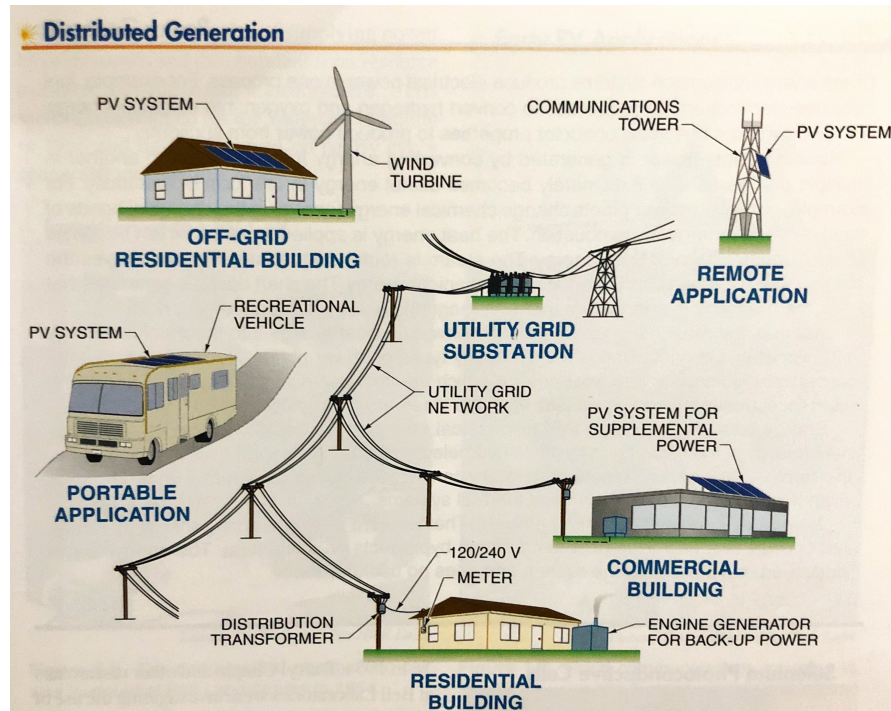 Distributed Generation
PV SYSTEM
WIND
TURBINE
OFF-GRID
RESIDENTIAL BUILDING
COMMUNICATIONS
TOWER
PV SYSTEM
REMOTE
APPLICATION
UTILITY GRID
SUBSTATION
RECREATIONAL
VEHICLE
PV SYSTEM
PORTABLE
APPLICATION
UTILITY GRID
NETWORK
PV SYSTEM FOR
SUPPLEMENTAL
POWER
COMMERCIAL
BUILDING
120/240 V
METER
DISTRIBUTION
TRANSFORMER
ENGINE GENERATOR
FOR BACK-UP POWER
RESIDENTIAL
BUILDING